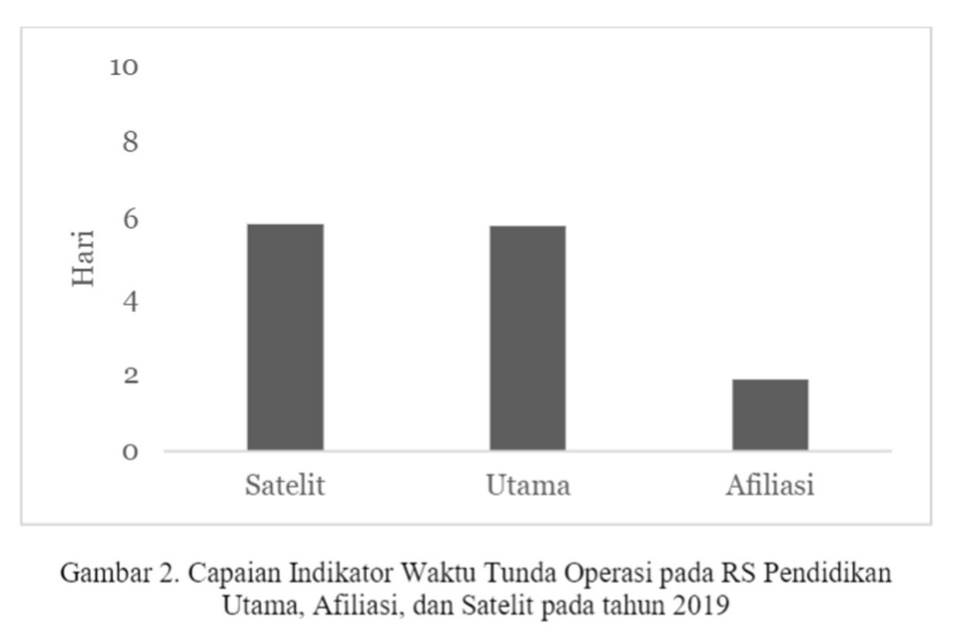 10
8
6
4
2
0
Hari
Satelit Utama Afiliasi
Gambar 2. Capaian Indikator Waktu Tunda Operasi pada RS Pendidikan
Utama, Afiliasi, dan Satelit pada tahun 2019